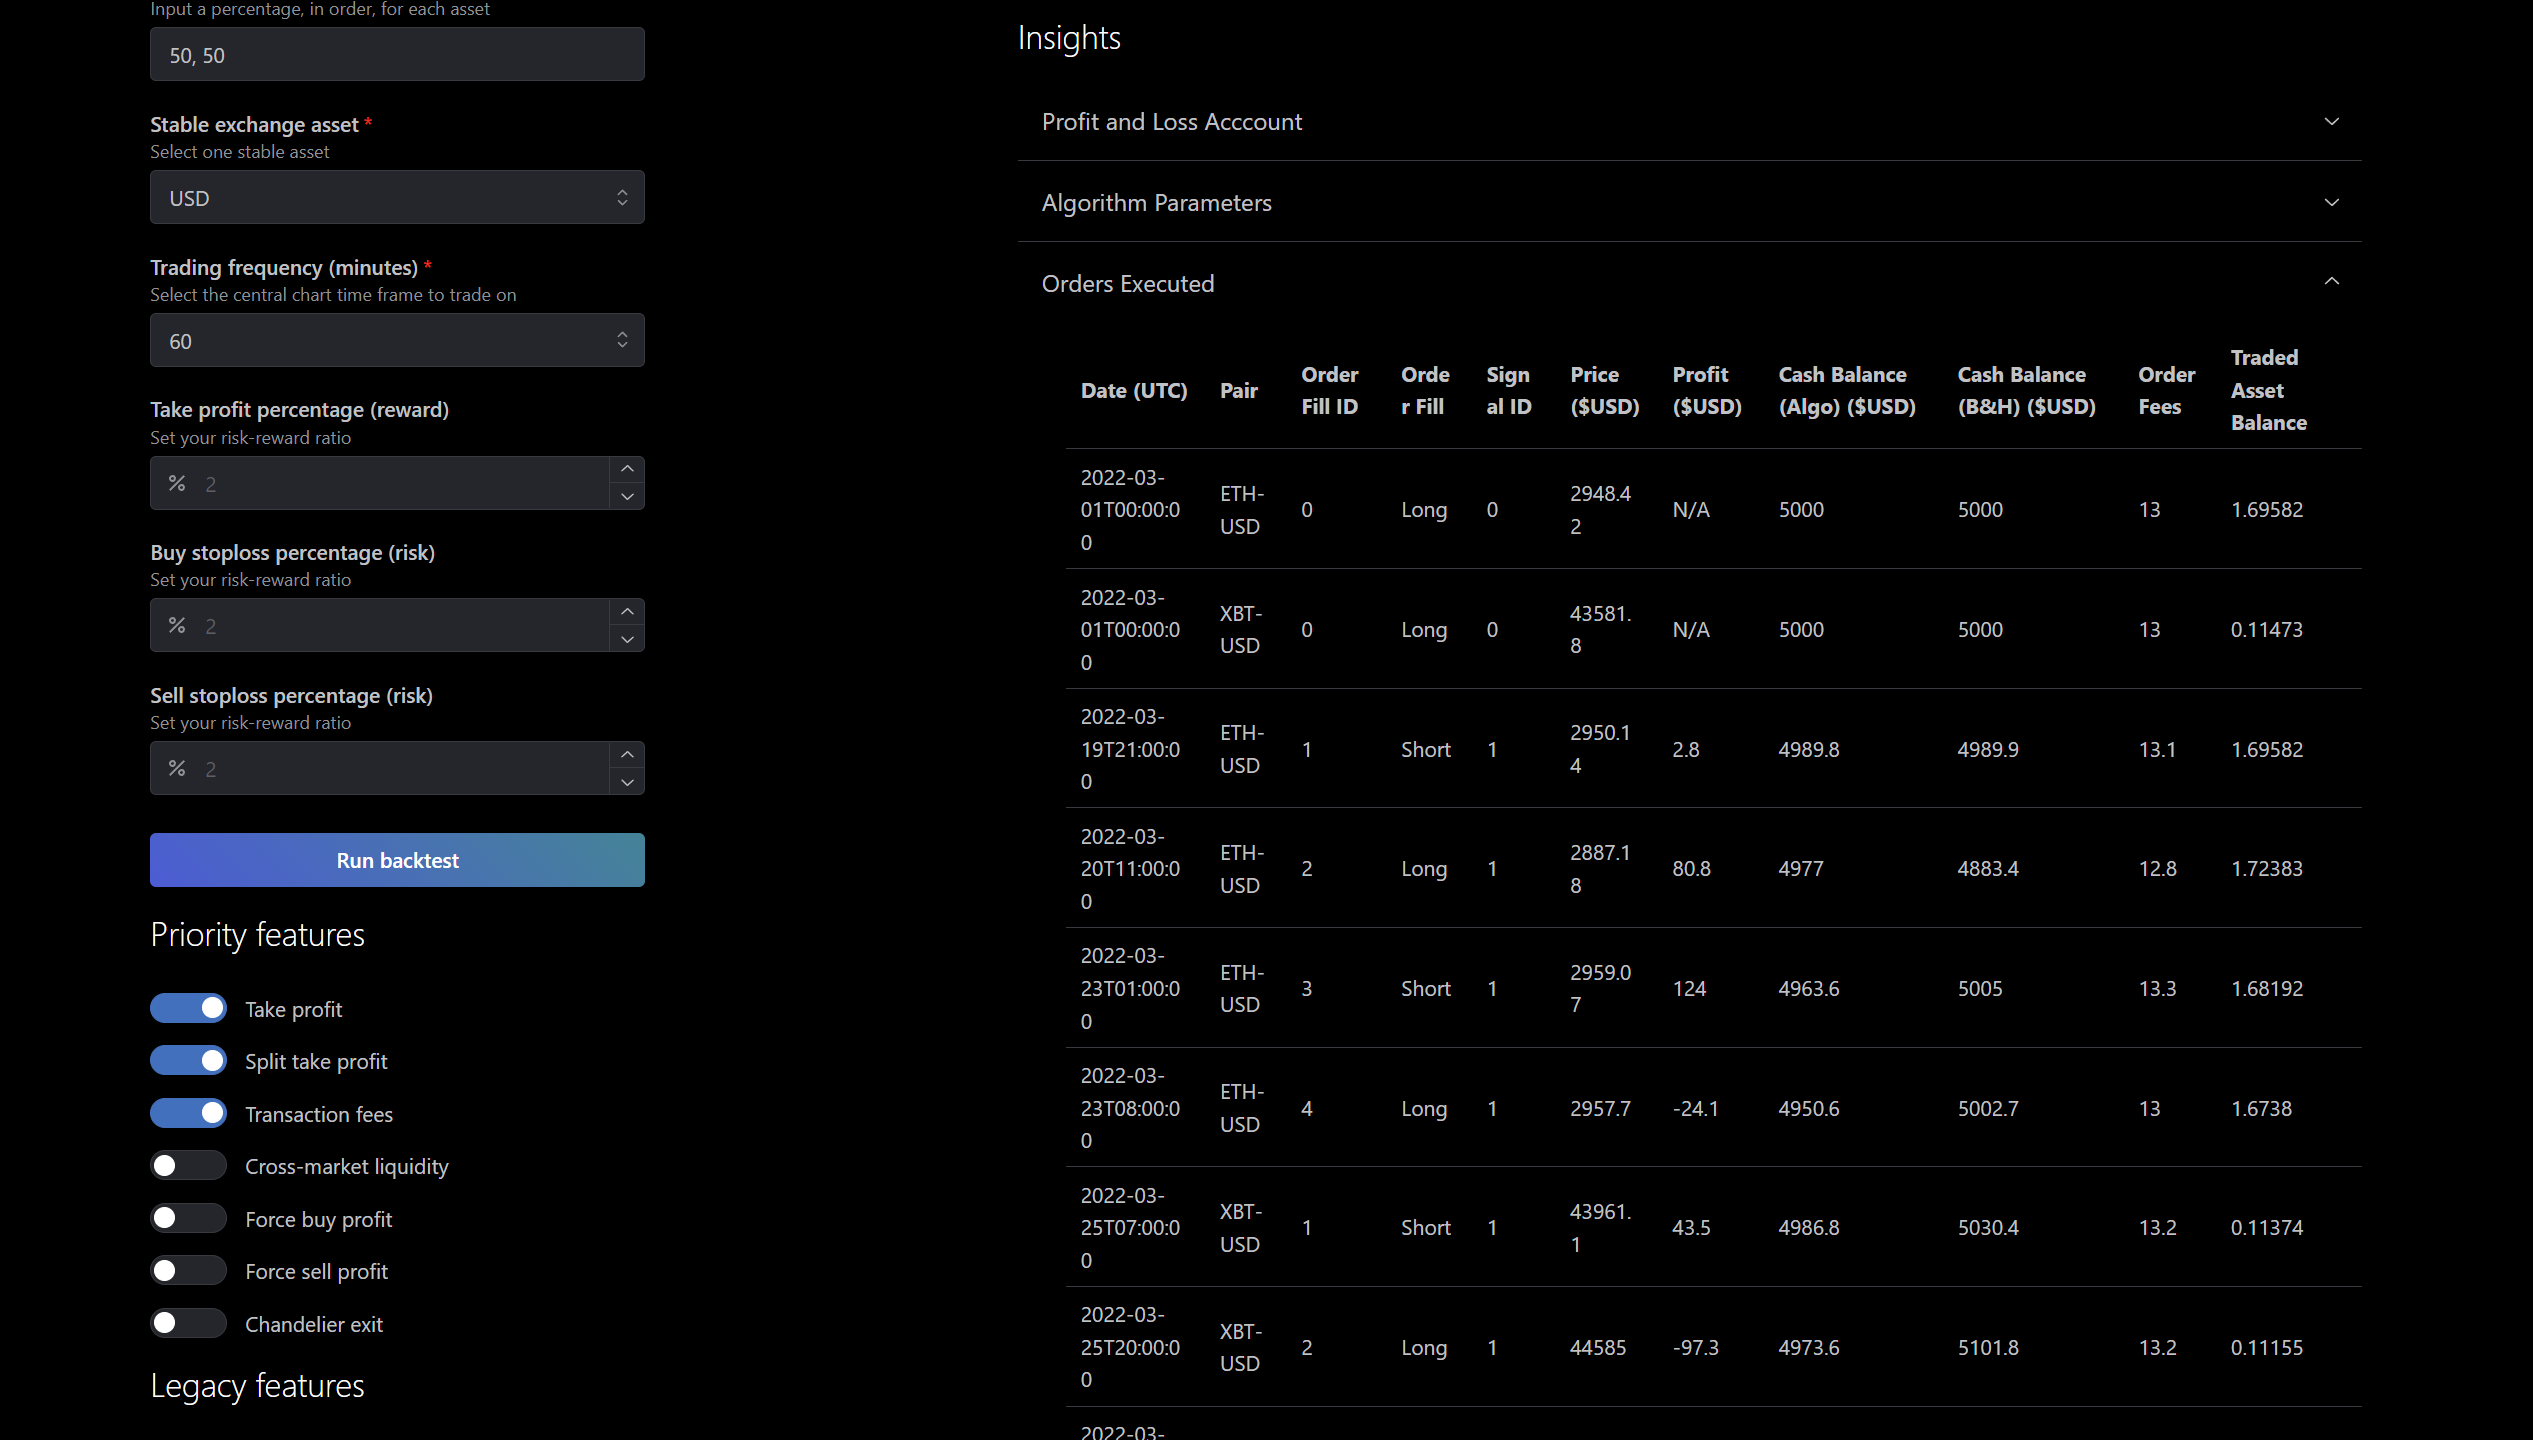 Input a percentage, in order, for each asset
50, 50
Stable exchange asset *
Select one stable asset
USD
Trading frequency (minutes) *
Select the central chart time frame to trade on
60
Take profit percentage (reward)
Set your risk-reward ratio
% 2
Buy stoploss percentage (risk)
Set your risk-reward ratio
% 2
Sell stoploss percentage (risk)
Set your risk-reward ratio
% 2
Run backtest
Priority features
Take profit
Split take profit
Transaction fees
Cross-market liquidity
Force buy profit
Force sell profit
Chandelier exit
Legacy features
Insights
Profit and Loss Acccount
Algorithm Parameters
Orders Executed
Date (UTC) Pair Order Fill ID Orde r Fill Sign al ID Price ($USD) Profit ($USD) Cash Balance (Algo) ($USD) Cash Balance (B&H) ($USD) Order Fees Traded Asset Balance
2022-03-01T00:00:00 ETH-USD 0 Long 0 2948.42 N/A 5000 5000 13 1.69582
2022-03-01T00:00:00 XBT-USD 0 Long 0 43581.8 N/A 5000 5000 13 0.11473
2022-03-19T21:00:00 ETH-USD 1 Short 1 2950.14 2.8 4989.8 4989.9 13.1 1.69582
2022-03-20T11:00:00 ETH-USD 2 Long 1 2887.18 80.8 4977 4883.4 12.8 1.72383
2022-03-23T01:00:00 ETH-USD 3 Short 1 2959.07 124 4963.6 5005 13.3 1.68192
2022-03-23T08:00:00 ETH-USD 4 Long 1 2957.7 -24.1 4950.6 5002.7 13 1.6738
2022-03-25T07:00:00 XBT-USD 1 Short 1 43961.1 43.5 4986.8 5030.4 13.2 0.11374
2022-03-25T20:00:00 XBT-USD 2 Long 1 44585 -97.3 4973.6 5101.8 13.2 0.11155
2022-03-